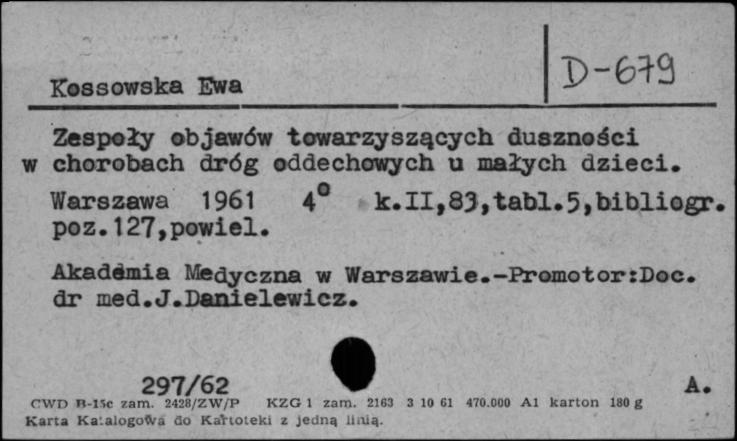 D-679
Kossowska Ewa
Zespoły objawów towarzyszących duszności
w chorobach dróg oddechowych u małych dzieci.
Warszawa 1961 4° k.II,83,tabl.5,bibliogr.
poz.127,powiel.
Akadèmia Medyczna w Warszawie.-Promotor:Doc.
dr med.J.Danielewicz.
297/62 A.
CWD B-15c zam. 2428/ZW/P KZG 1 zam. 2163 3 10 61 470.000 A1 karton 180 g
Karta Katalogowa do Kartoteki z jedną linią.